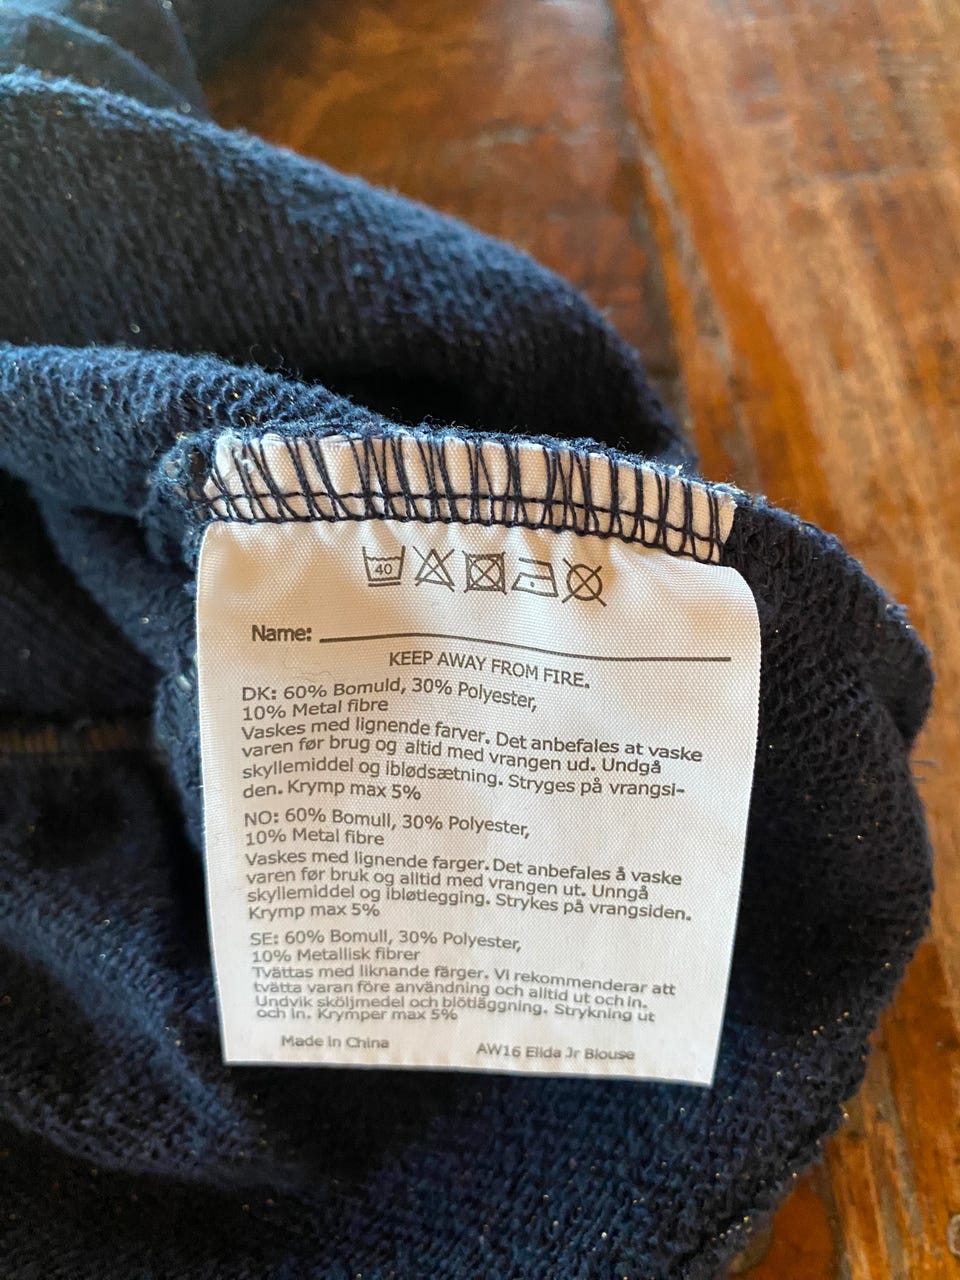 40
Name:
KEEP AWAY FROM FIRE.
DK: 60% Bomuld, 30% Polyester,
10% Metal fibre
Vaskes med lignende farver. Det anbefales at vaske
varen før brug og altid med vrangen ud. Undgå
skyllemiddel og iblødsætning. Stryges på vrangsi-
den. Krymp max 5%
NO: 60% Bomull, 30% Polyester,
10% Metal fibre
Vaskes med lignende farger. Det anbefales å vaske
varen før bruk og alltid med vrangen ut. Unngå
skyllemiddel og ibløtlegging. Strykes på vrangsiden.
Krymp max 5%
SE: 60% Bomull, 30% Polyester,
10% Metallisk fibrer
Tvättas med liknande färger. Vi rekommenderar att
tvätta varan före användning och alltid ut och in.
Undvik sköljmedel och blötläggning. Strykning ut
och in. Krymper max 5%
Made in China
AW16 Elida Jr Blouse